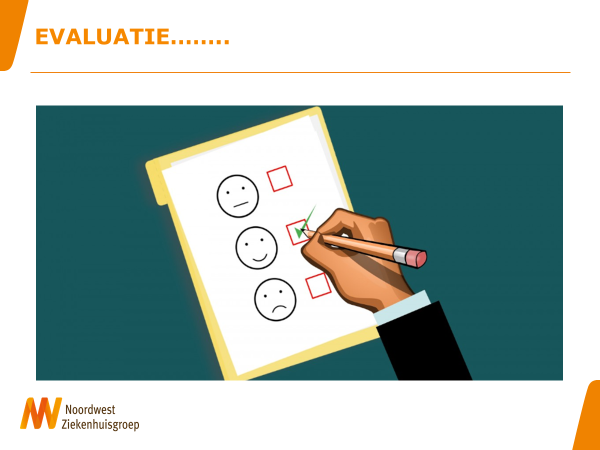 EVALUATIE........
Noordwest
Ziekenhuisgroep